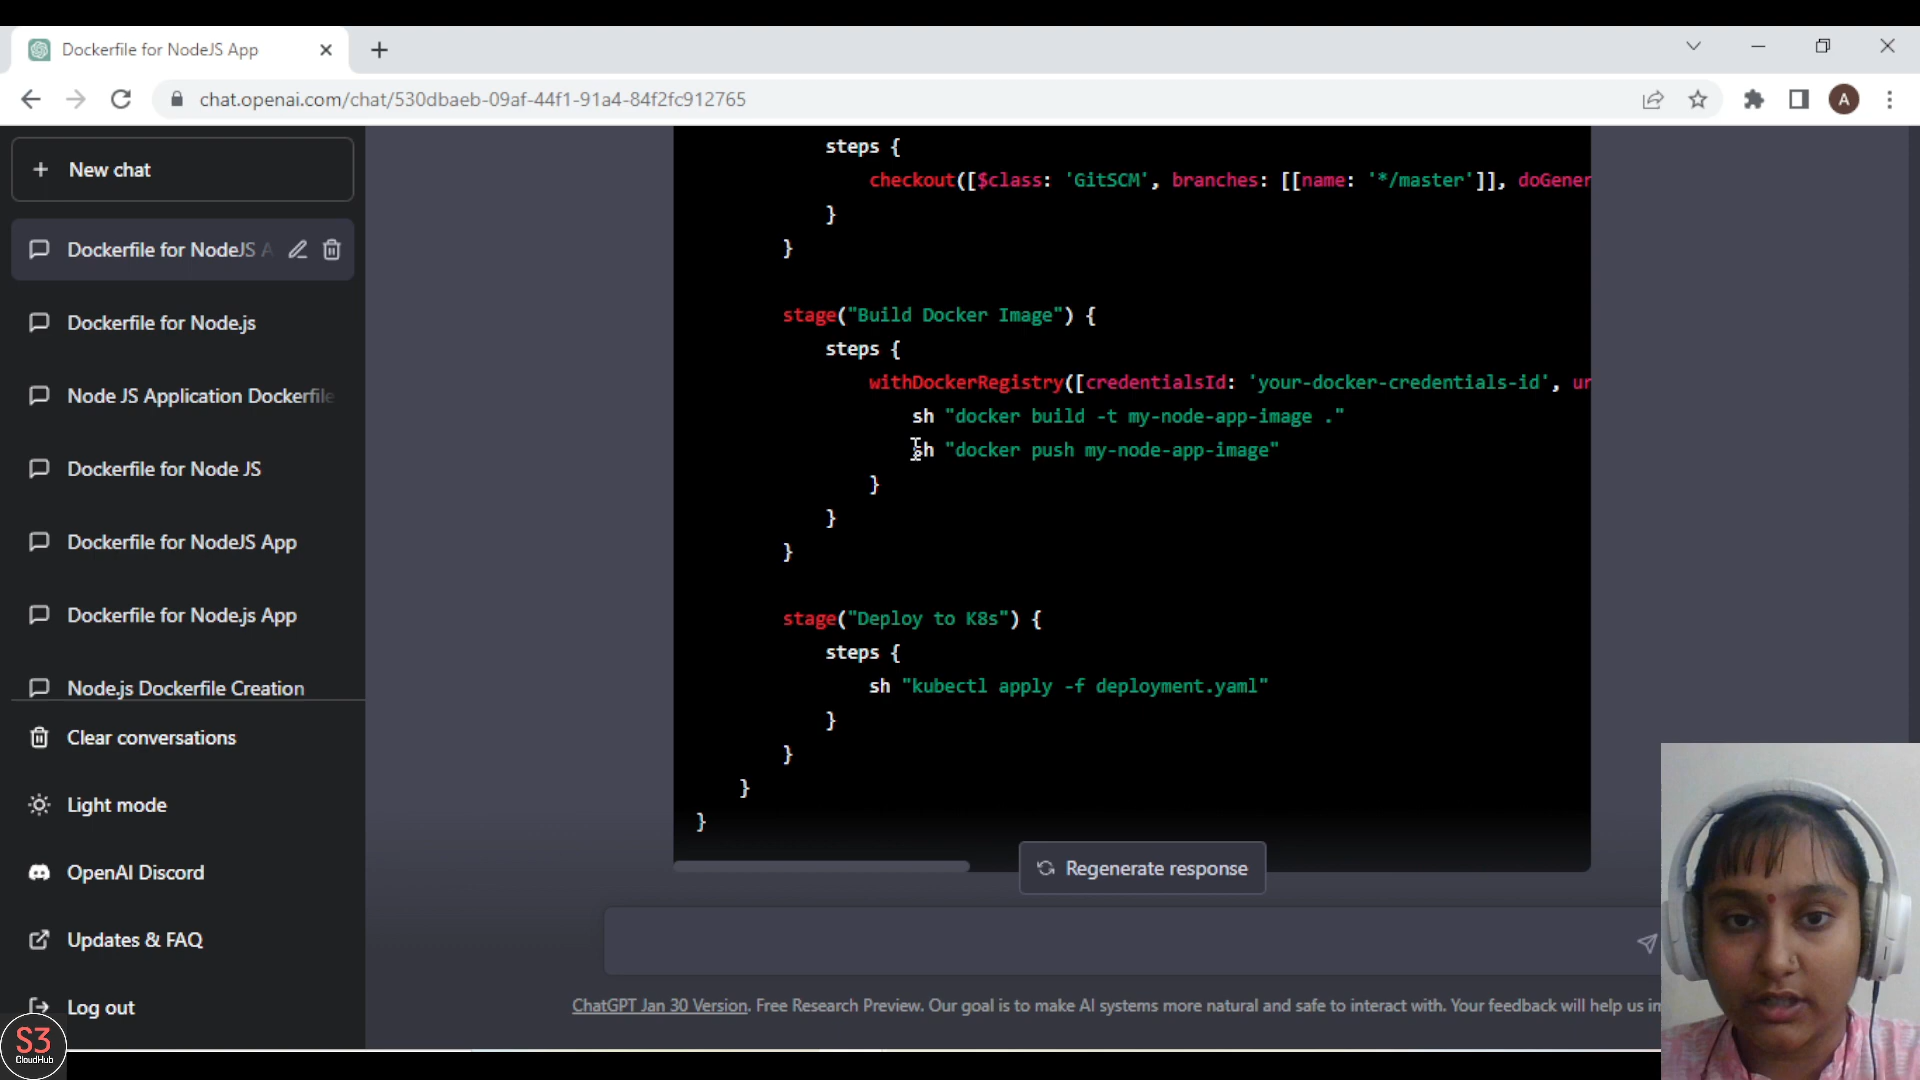 Dockerfile for NodeJS App
chat.openai.com/chat/530dbaeb-09af-44f1-91a4-84f2fc912765
A
New chat
Dockerfile for NodeJS A
Dockerfile for Node.js
Node JS Application Dockerfile
Dockerfile for Node JS
Dockerfile for NodeJS App
Dockerfile for Node.js App
Node.js Dockerfile Creation
Clear conversations
Light mode
OpenAI Discord
Updates & FAQ
Log out
S3
CloudHub
steps {
checkout([$class: 'GitSCM', branches: [[name: '*/master']], doGener
}
}
stage("Build Docker Image") {
steps {
withDockerRegistry([credentialsId: 'your-docker-credentials-id', ur
sh "docker build -t my-node-app-image ."
sh "docker push my-node-app-image"
}
}
}
stage("Deploy to K8s") {
steps {
sh "kubectl apply -f deployment.yaml"
}
}
}
}
Regenerate response
ChatGPT Jan 30 Version. Free Research Preview. Our goal is to make AI systems more natural and safe to interact with. Your feedback will help us im